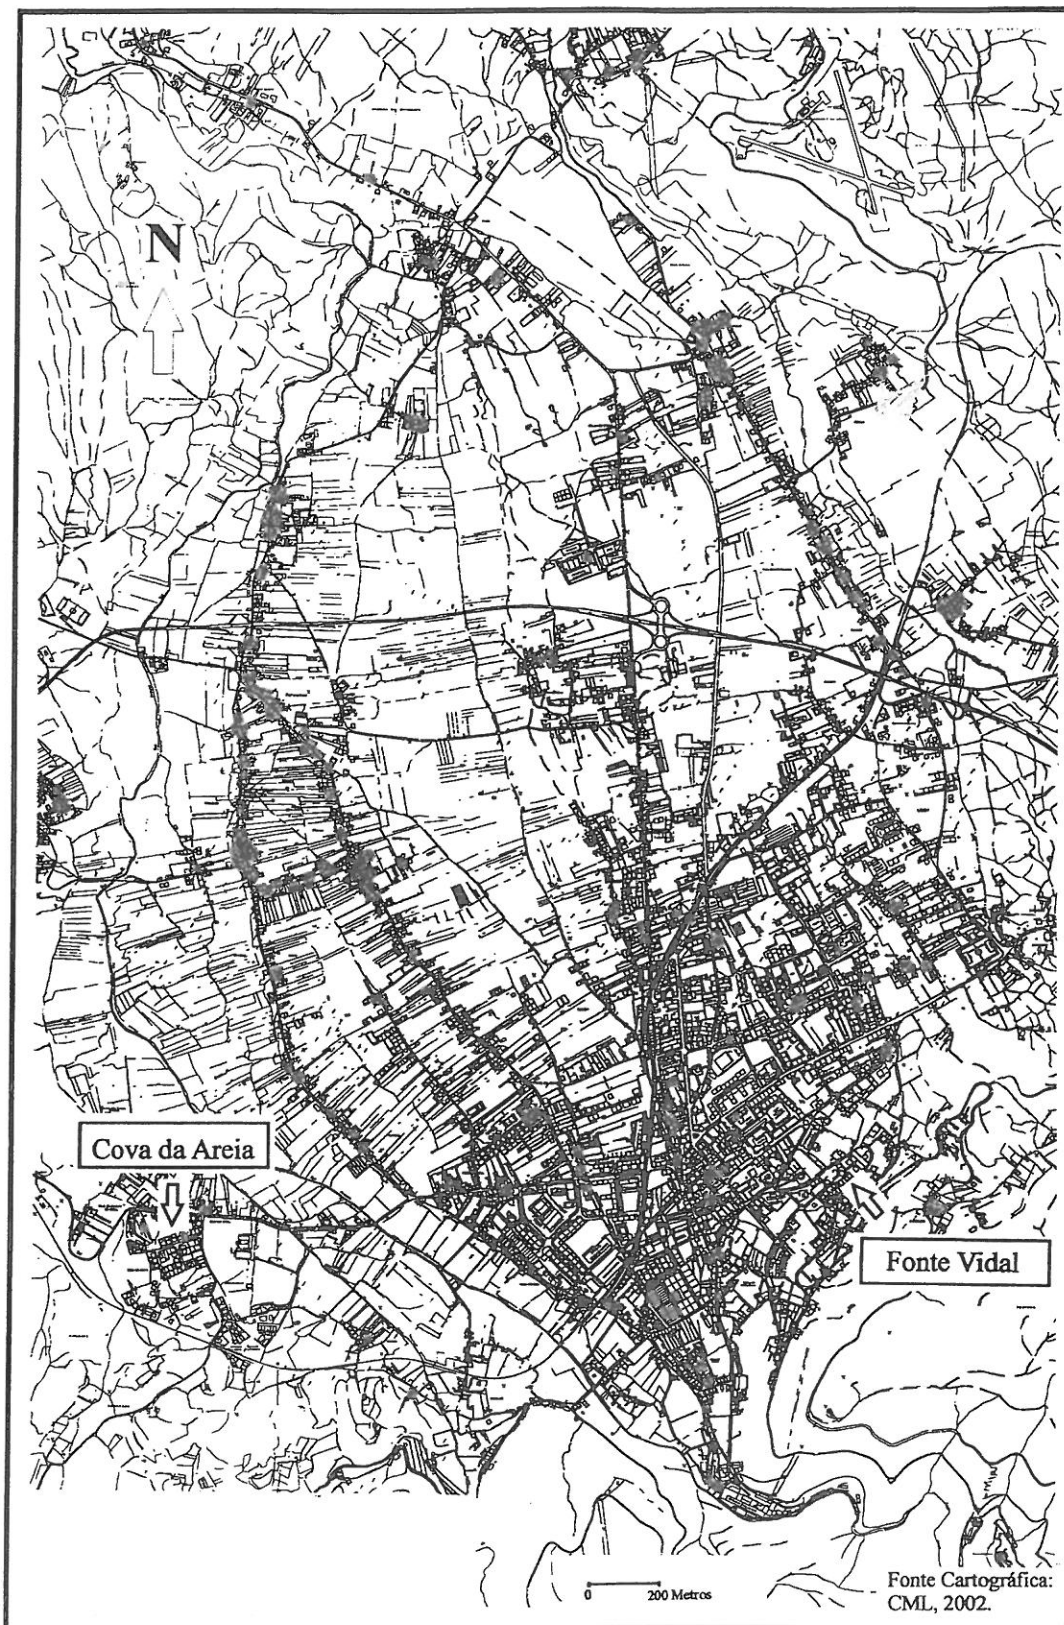 N
Cova da Areia
Fonte Vidal
0 200 Metros
Fonte Cartográfica:
CML, 2002.